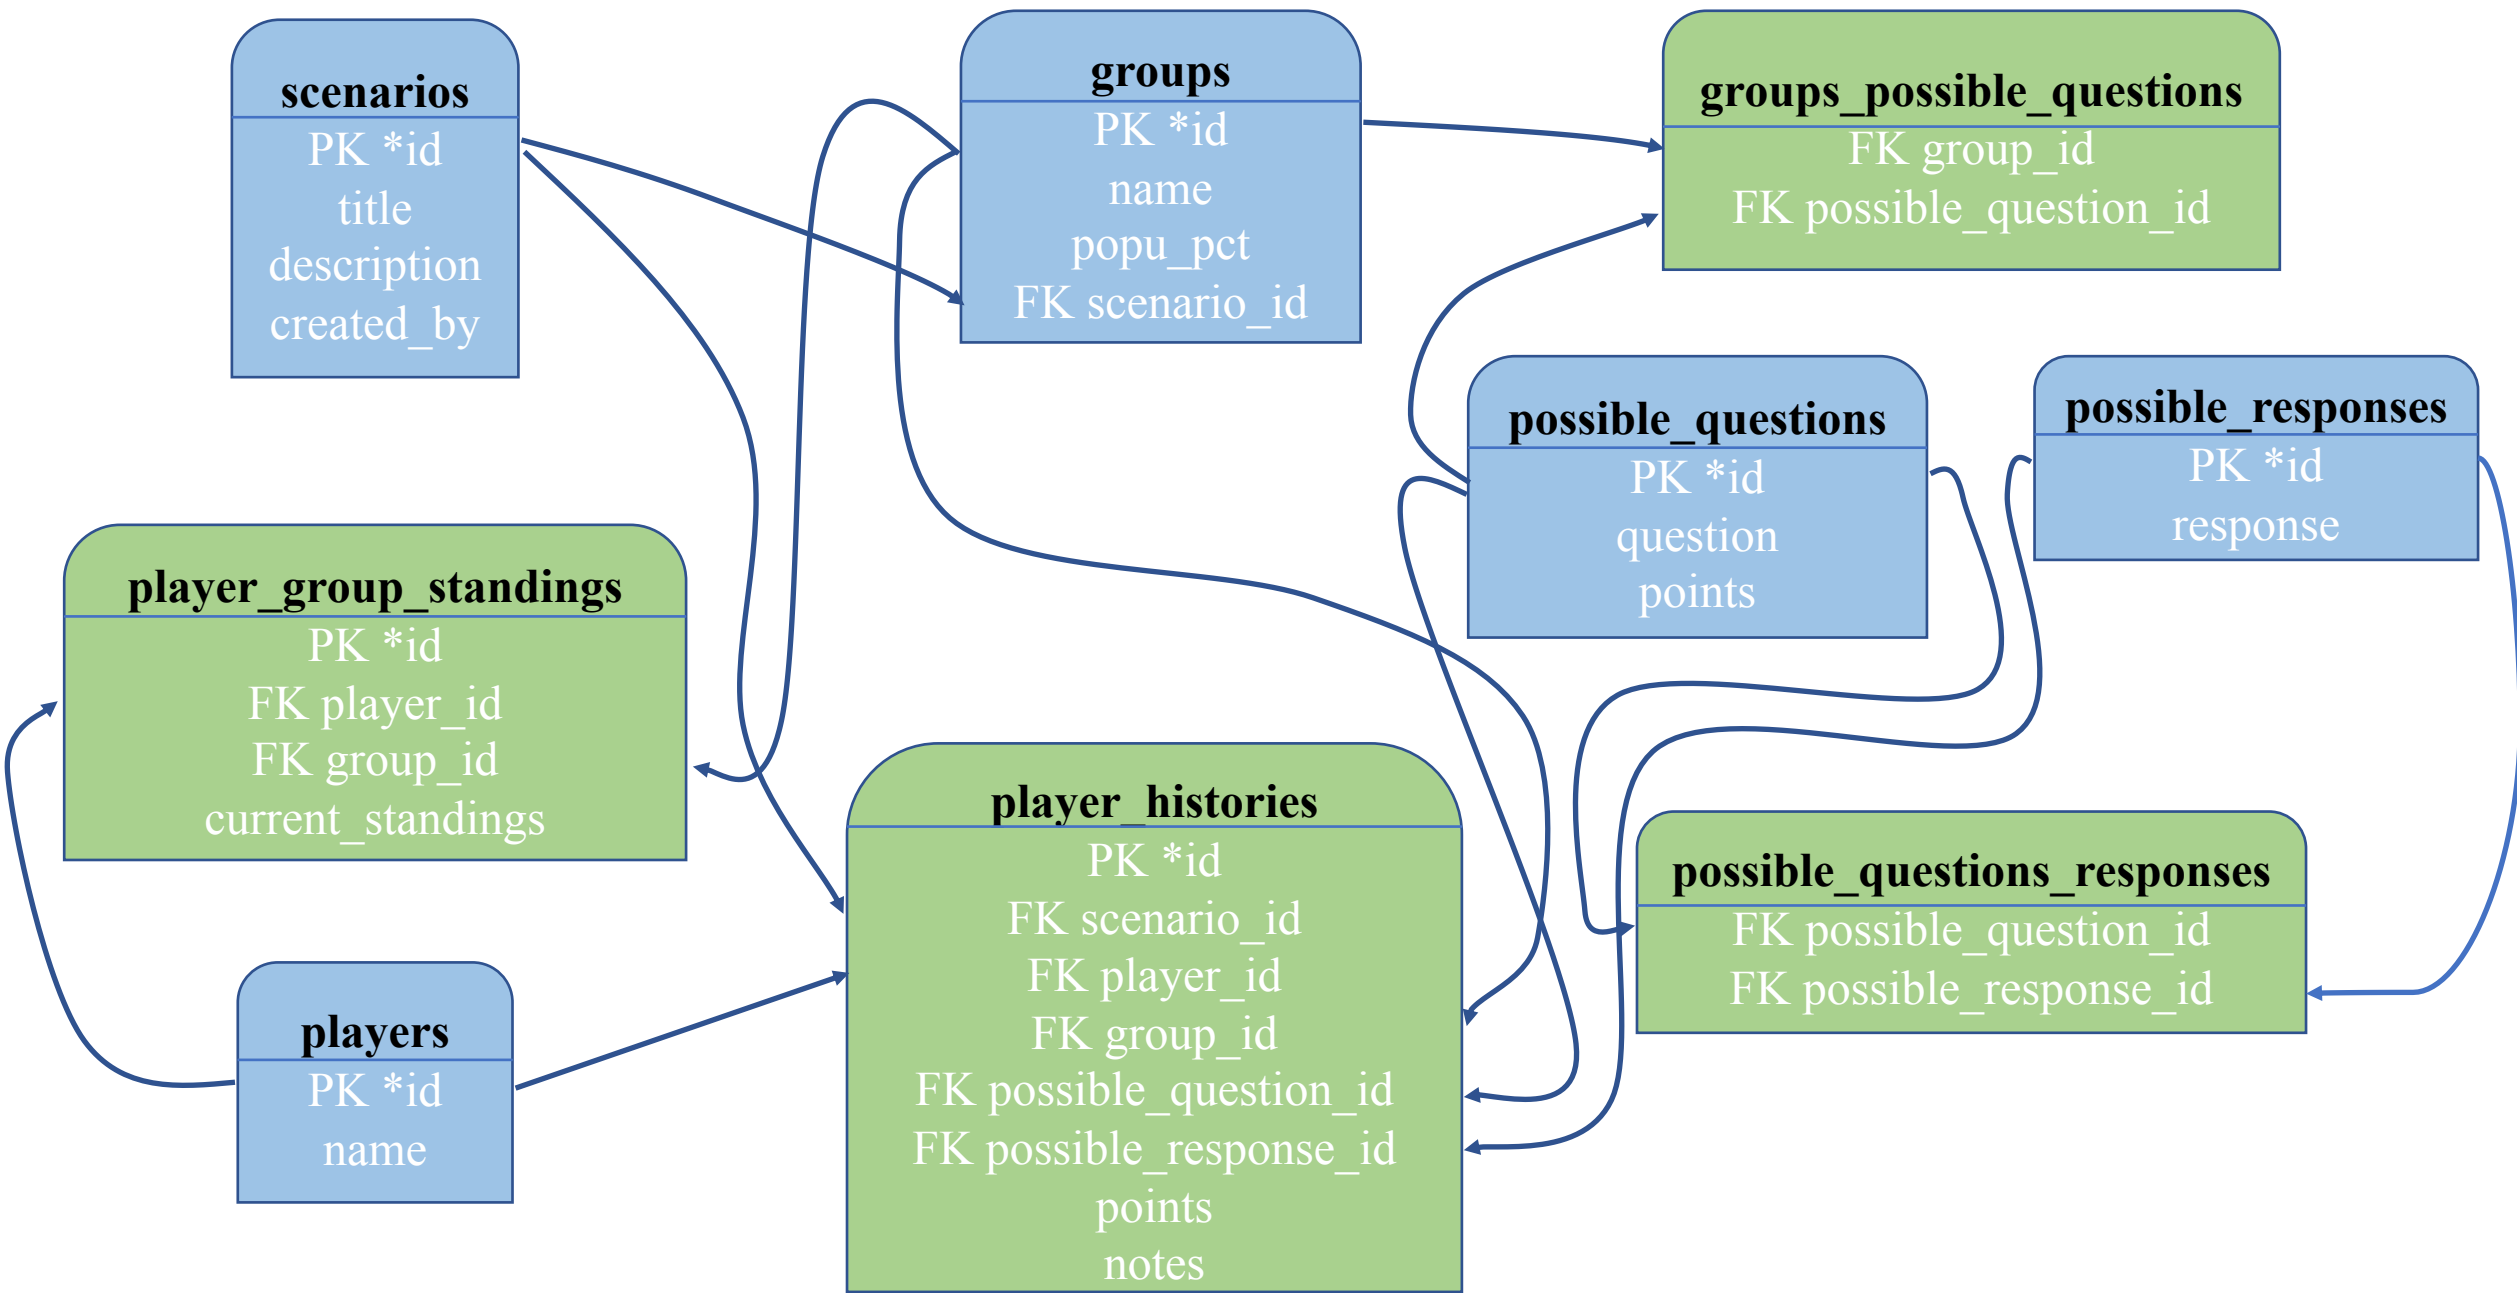 scenarios
PK *id
title
description
created_by
groups
PK *id
name
popu_pct
FK scenario_id
groups_possible_questions
FK group_id
FK possible_question_id
possible_questions
PK *id
question
points
possible_responses
PK *id
response
player_group_standings
PK *id
FK player_id
FK group_id
current_standings
player_histories
PK *id
FK scenario_id
FK player_id
FK group_id
FK possible_question_id
FK possible_response_id
points
notes
possible_questions_responses
FK possible_question_id
FK possible_response_id
players
PK *id
name